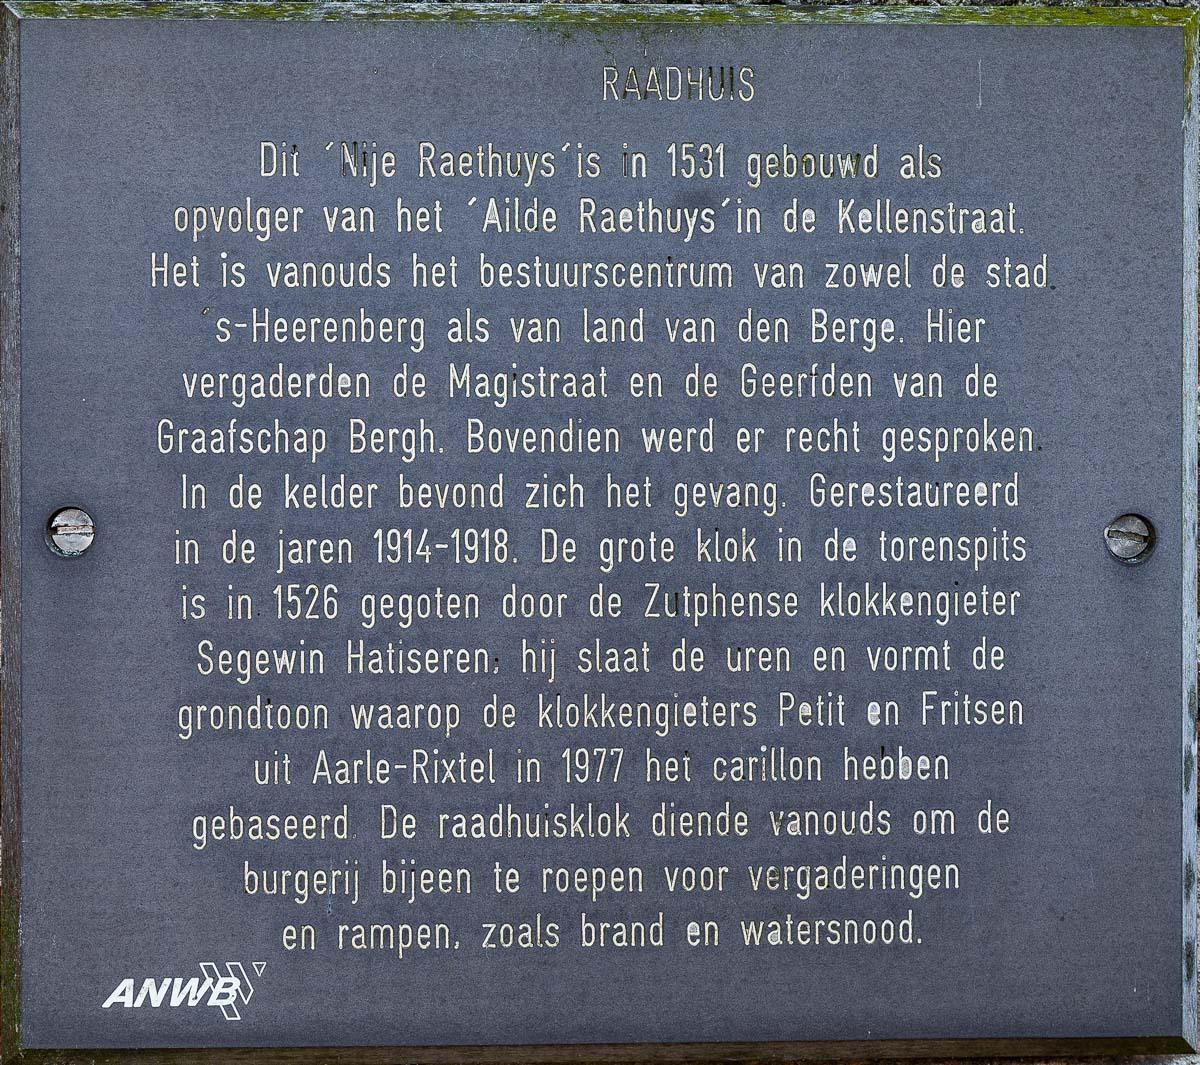 RAADHUIS
Dit ´Nije Raethuys´is in 1531 gebouwd als
opvolger van het ´Ailde Raethuys´in de Kellenstraat.
Het is vanouds het bestuurscentrum van zowel de stad
´s-Heerenberg als van land van den Berge. Hier
vergaderden de Magistraat en de Geerfden van de
Graafschap Bergh. Bovendien werd er recht gesproken.
In de kelder bevond zich het gevang. Gerestaureerd
in de jaren 1914-1918. De grote klok in de torenspits
is in 1526 gegoten door de Zutphense klokkengieter
Segewin Hatiseren; hij slaat de uren en vormt de
grondtoon waarop de klokkengieters Petit en Fritsen
uit Aarle-Rixtel in 1977 het carillon hebben
gebaseerd. De raadhuisklok diende vanouds om de
burgerij bijeen te roepen voor vergaderingen
en rampen, zoals brand en watersnood.
ANWB